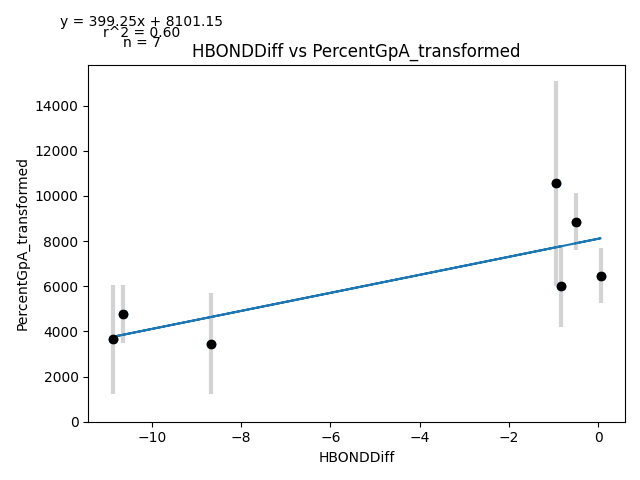 y = 399.25x + 8101.15
r^2 = 0.60
n = 7
HBONDDiff vs PercentGpA_transformed
14000
12000
10000
8000
6000
4000
2000
0
PercentGpA_transformed
−10
−8
−6
−4
−2
0
HBONDDiff